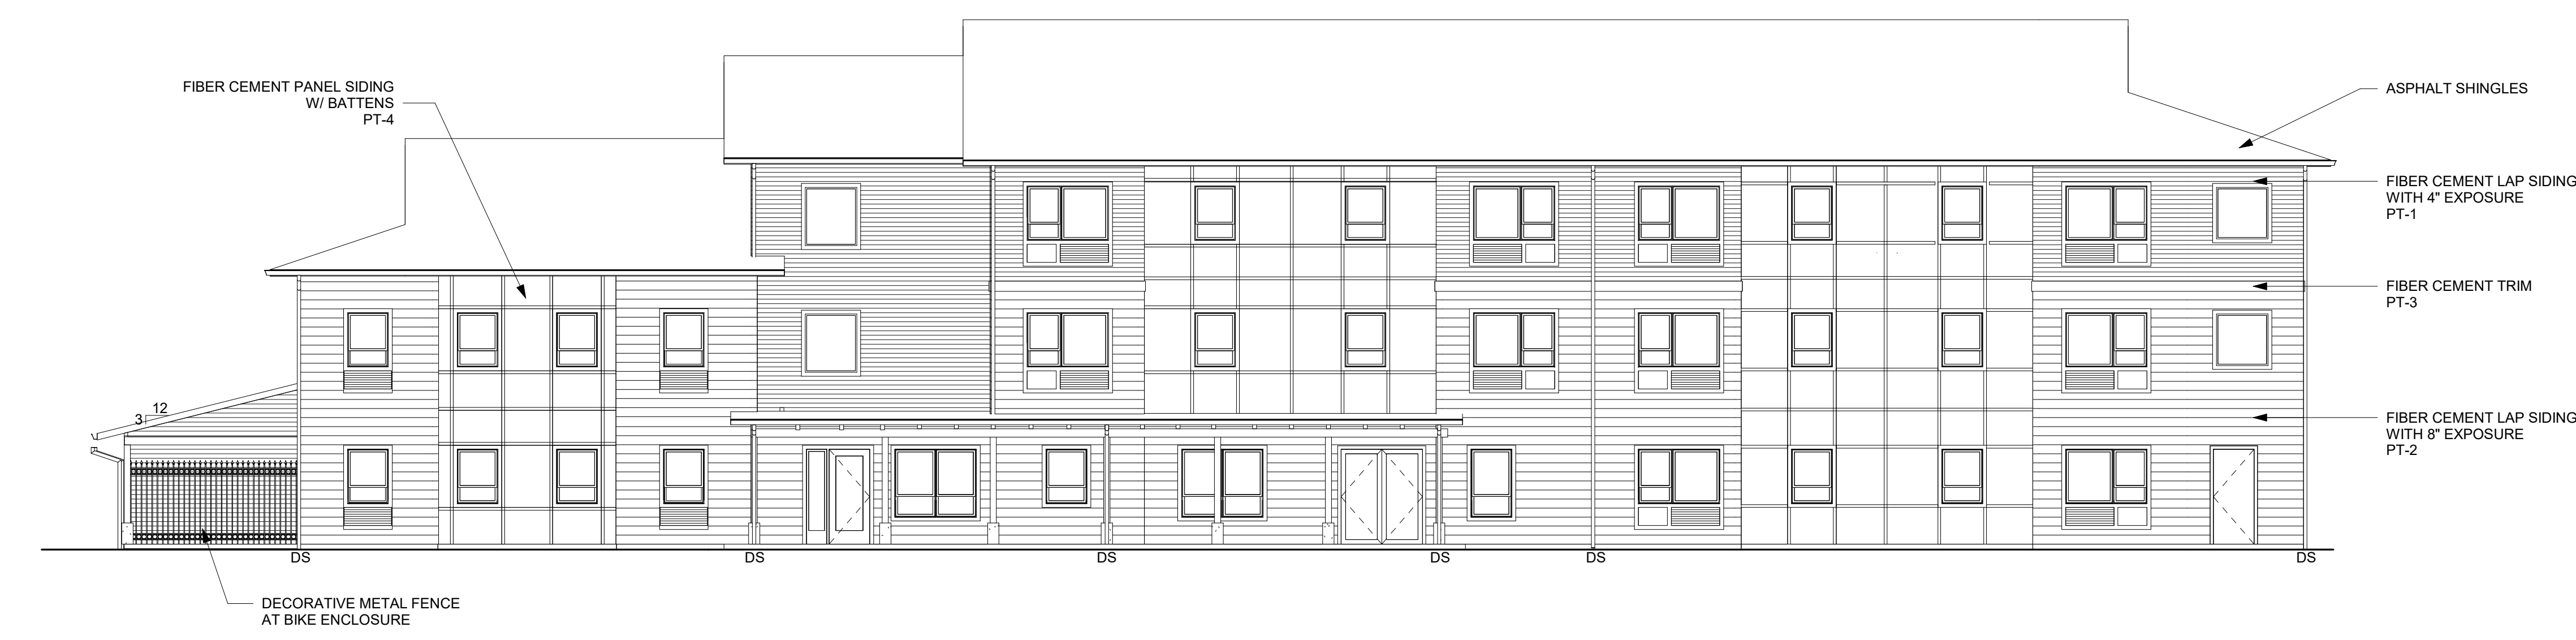 FIBER CEMENT PANEL SIDING
W/ BATTENS
PT-4
ASPHALT SHINGLES
FIBER CEMENT LAP SIDING
WITH 4" EXPOSURE
PT-1
FIBER CEMENT TRIM
PT-3
12
3
FIBER CEMENT LAP SIDING
WITH 8" EXPOSURE
PT-2
DS
DS
DS
DS
DS
DS
DECORATIVE METAL FENCE
AT BIKE ENCLOSURE